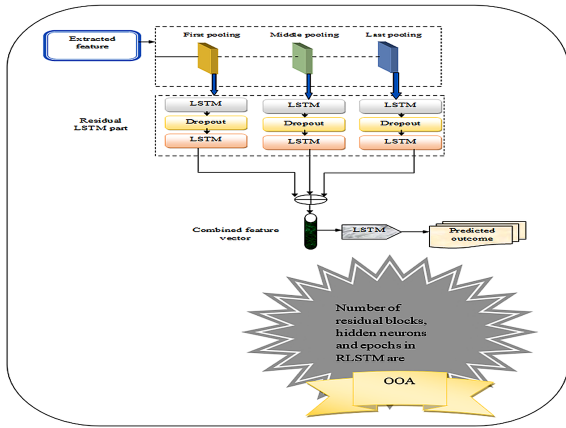 Extracted
feature
First pooling
Middle pooling
Last pooling
Residual
LSTM part
LSTM
LSTM
LSTM
Dropout
Dropout
Dropout
LSTM
LSTM
LSTM
Combined feature
vector
LSTM
Predicted
outcome
Number of
residual blocks,
hidden neurons
and epochs in
RLSTM are
OOA